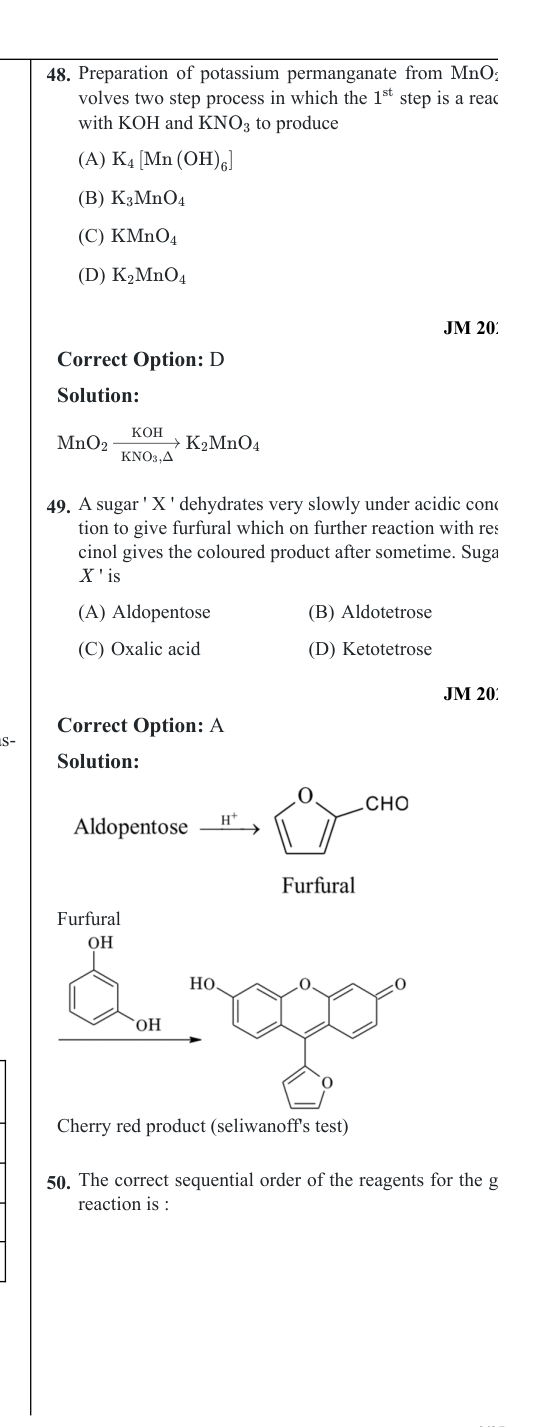 48. Preparation of potassium permanganate from MnO₂
volves two step process in which the 1ˢᵗ step is a reac
with KOH and KNO₃ to produce
(A) K₄ [Mn (OH)₆]
(B) K₃MnO₄
(C) KMnO₄
(D) K₂MnO₄
JM 20
Correct Option: D
Solution:
MnO₂ KOH KNO₃,Δ → K₂MnO₄
49. A sugar ' X ' dehydrates very slowly under acidic cond
tion to give furfural which on further reaction with res
cinol gives the coloured product after sometime. Suga
X ' is
(A) Aldopentose (B) Aldotetrose
(C) Oxalic acid (D) Ketotetrose
JM 20
s-
Correct Option: A
Solution:
Aldopentose H⁺ → O CHO
Furfural
Furfural
OH
OH
HO O O
O
Cherry red product (seliwanoff's test)
50. The correct sequential order of the reagents for the g
reaction is :